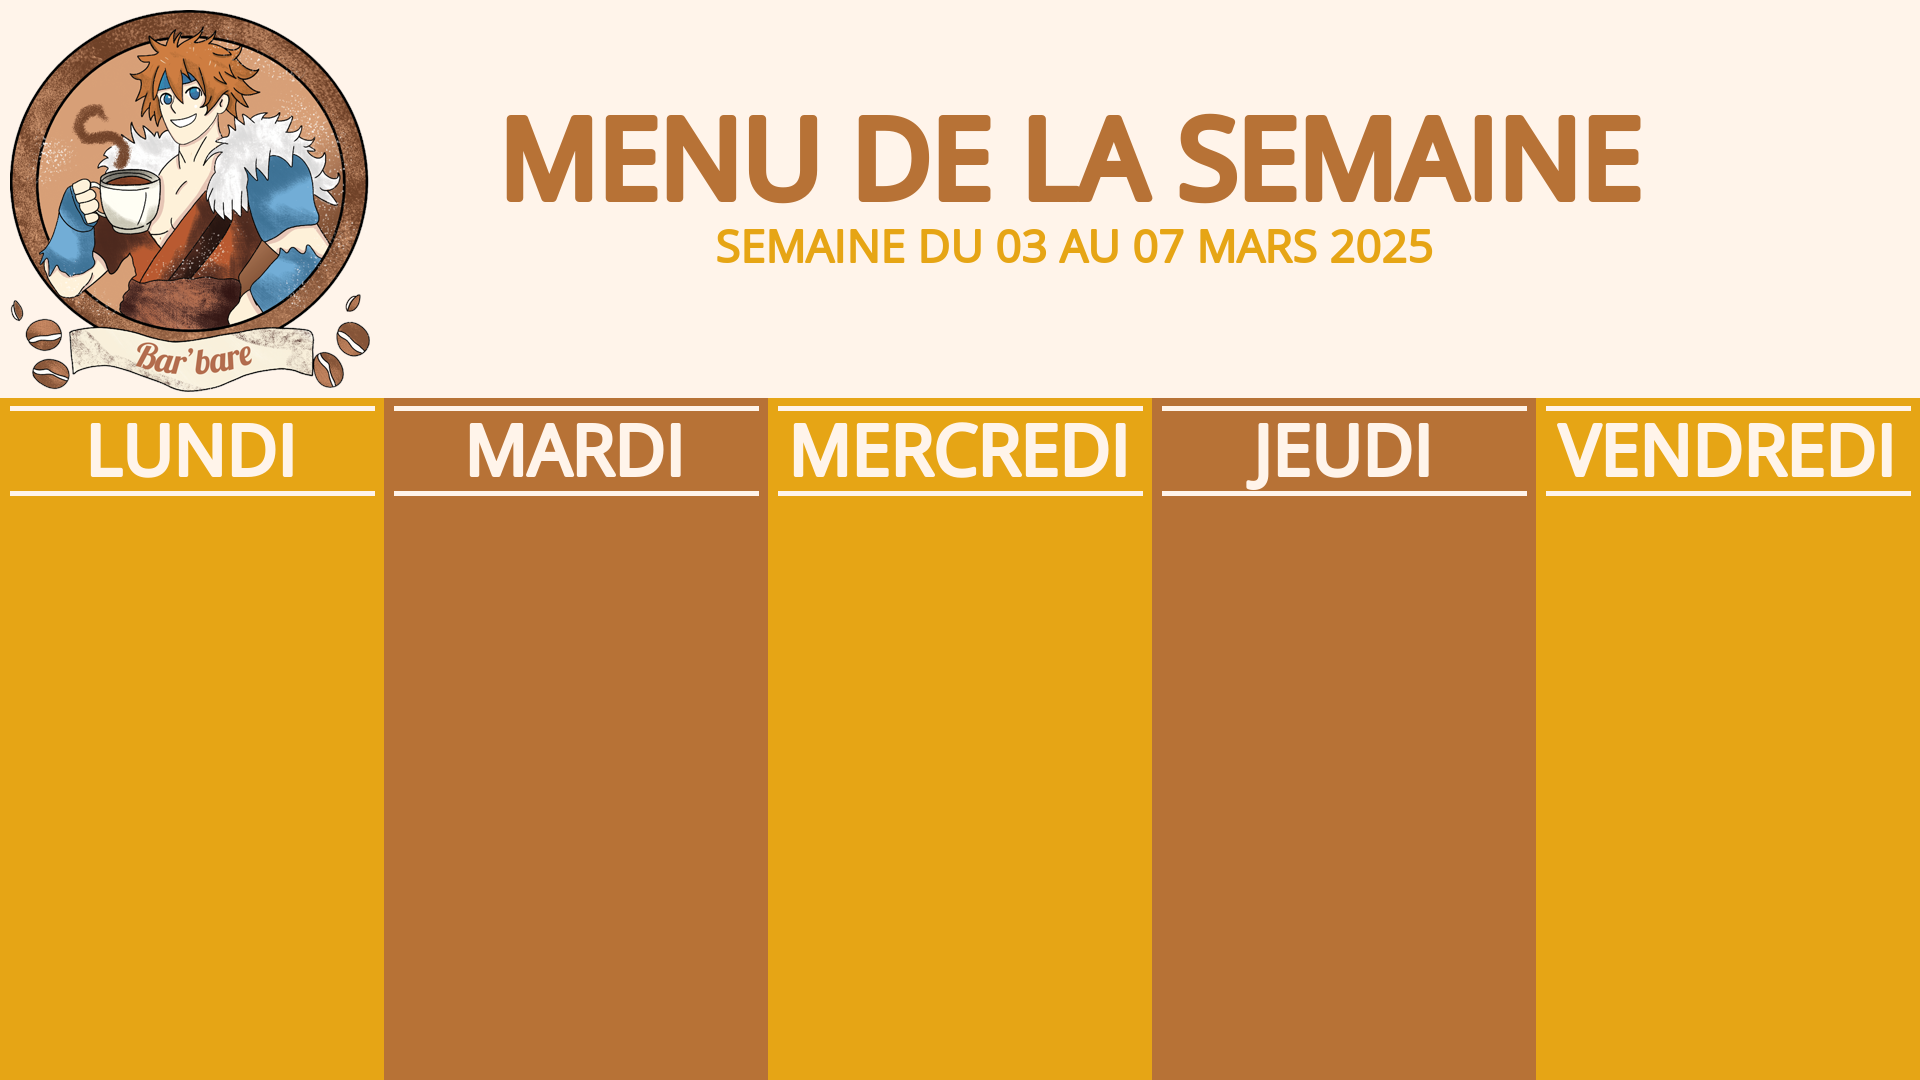 MENU DE LA SEMAINE
SEMAINE DU 03 AU 07 MARS 2025
Bar'bare
LUNDI
MARDI
MERCREDI
JEUDI
VENDREDI